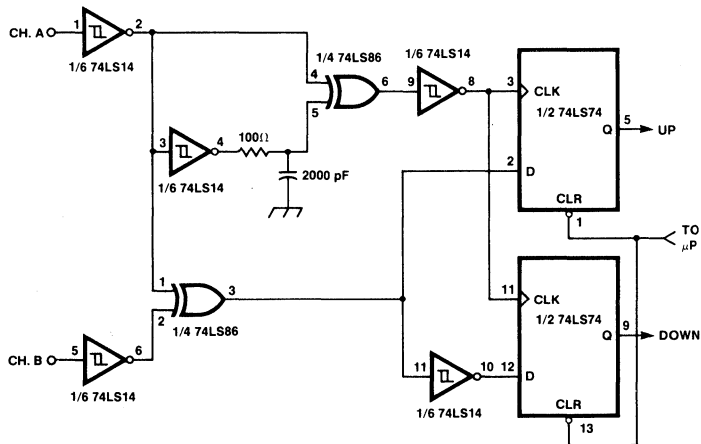 CH. A
1
2
1/6 74LS14
1/4 74LS86
4
5
6
1/6 74LS14
9
8
3
CLK
1/2 74LS74
Q
5
UP
3
4
100Ω
1/6 74LS14
2000 pF
2
D
CLR
1
TO
µP
1
2
3
1/4 74LS86
11
CLK
1/2 74LS74
Q
9
DOWN
CH. B
5
6
1/6 74LS14
11
10
12
D
1/6 74LS14
CLR
13